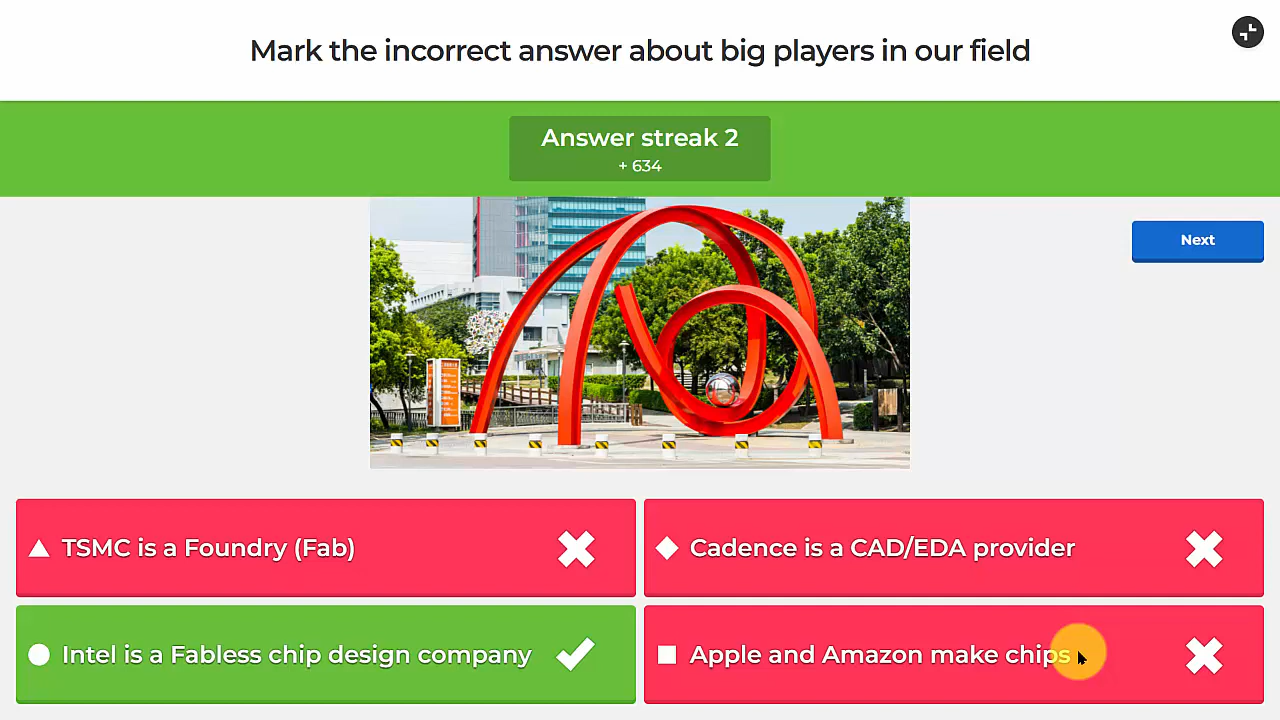 Mark the incorrect answer about big players in our field
Answer streak 2
+ 634
Next
TSMC is a Foundry (Fab)
Cadence is a CAD/EDA provider
Intel is a Fabless chip design company
Apple and Amazon make chips